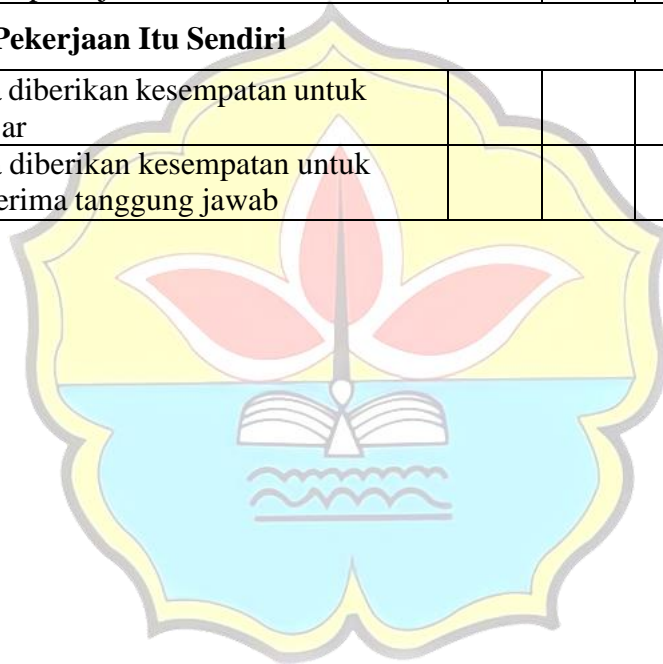 Pekerjaan Itu Sendiri
diberikan kesempatan untuk
ar
diberikan kesempatan untuk
erima tanggung jawab